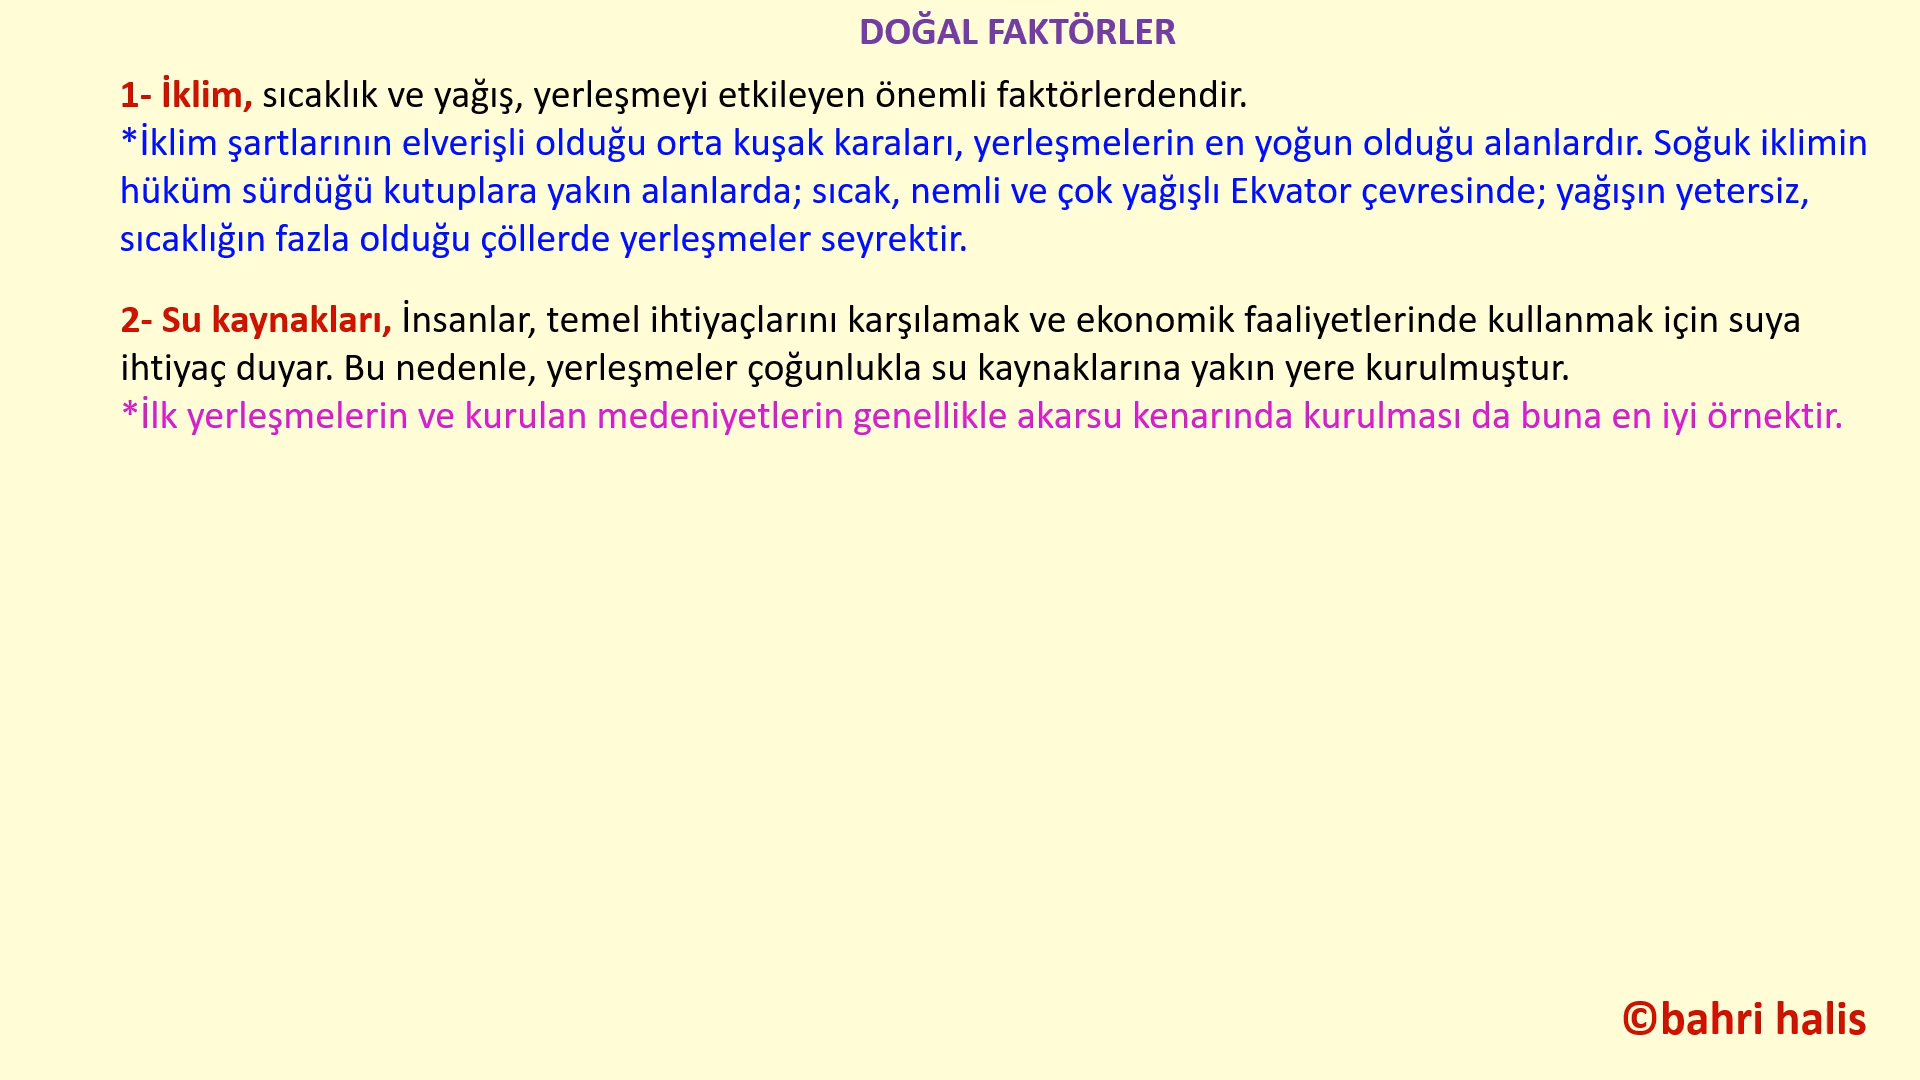 DOĞAL FAKTÖRLER
1- İklim, sıcaklık ve yağış, yerleşmeyi etkileyen önemli faktörlerdendir.
*İklim şartlarının elverişli olduğu orta kuşak karaları, yerleşmelerin en yoğun olduğu alanlardır. Soğuk iklimin
hüküm sürdüğü kutuplara yakın alanlarda; sıcak, nemli ve çok yağışlı Ekvator çevresinde; yağışın yetersiz,
sıcaklığın fazla olduğu çöllerde yerleşmeler seyrektir.
2- Su kaynakları, İnsanlar, temel ihtiyaçlarını karşılamak ve ekonomik faaliyetlerinde kullanmak için suya
ihtiyaç duyar. Bu nedenle, yerleşmeler çoğunlukla su kaynaklarına yakın yere kurulmuştur.
*İlk yerleşmelerin ve kurulan medeniyetlerin genellikle akarsu kenarında kurulması da buna en iyi örnektir.
©bahri halis